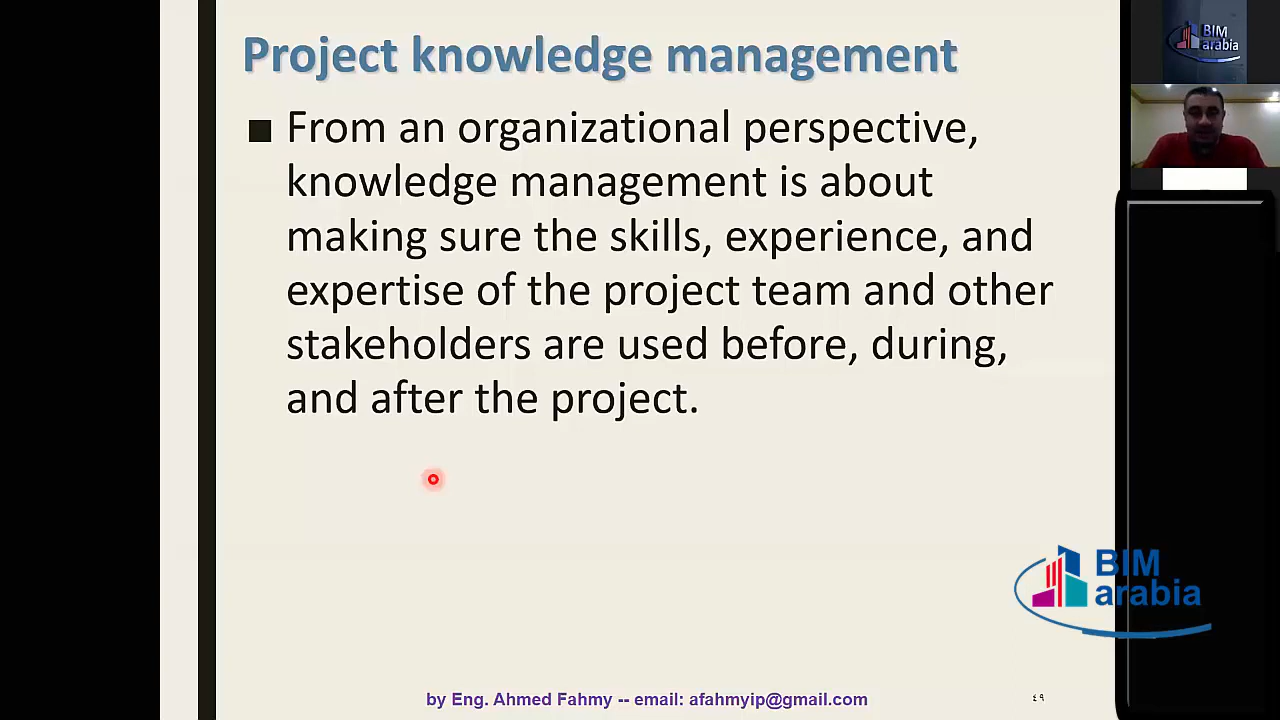 Project knowledge management
■ From an organizational perspective,
knowledge management is about
making sure the skills, experience, and
expertise of the project team and other
stakeholders are used before, during,
and after the project.
BIM
arabia
BIM
arabia
by Eng. Ahmed Fahmy -- email: afahmyip@gmail.com
٤٩